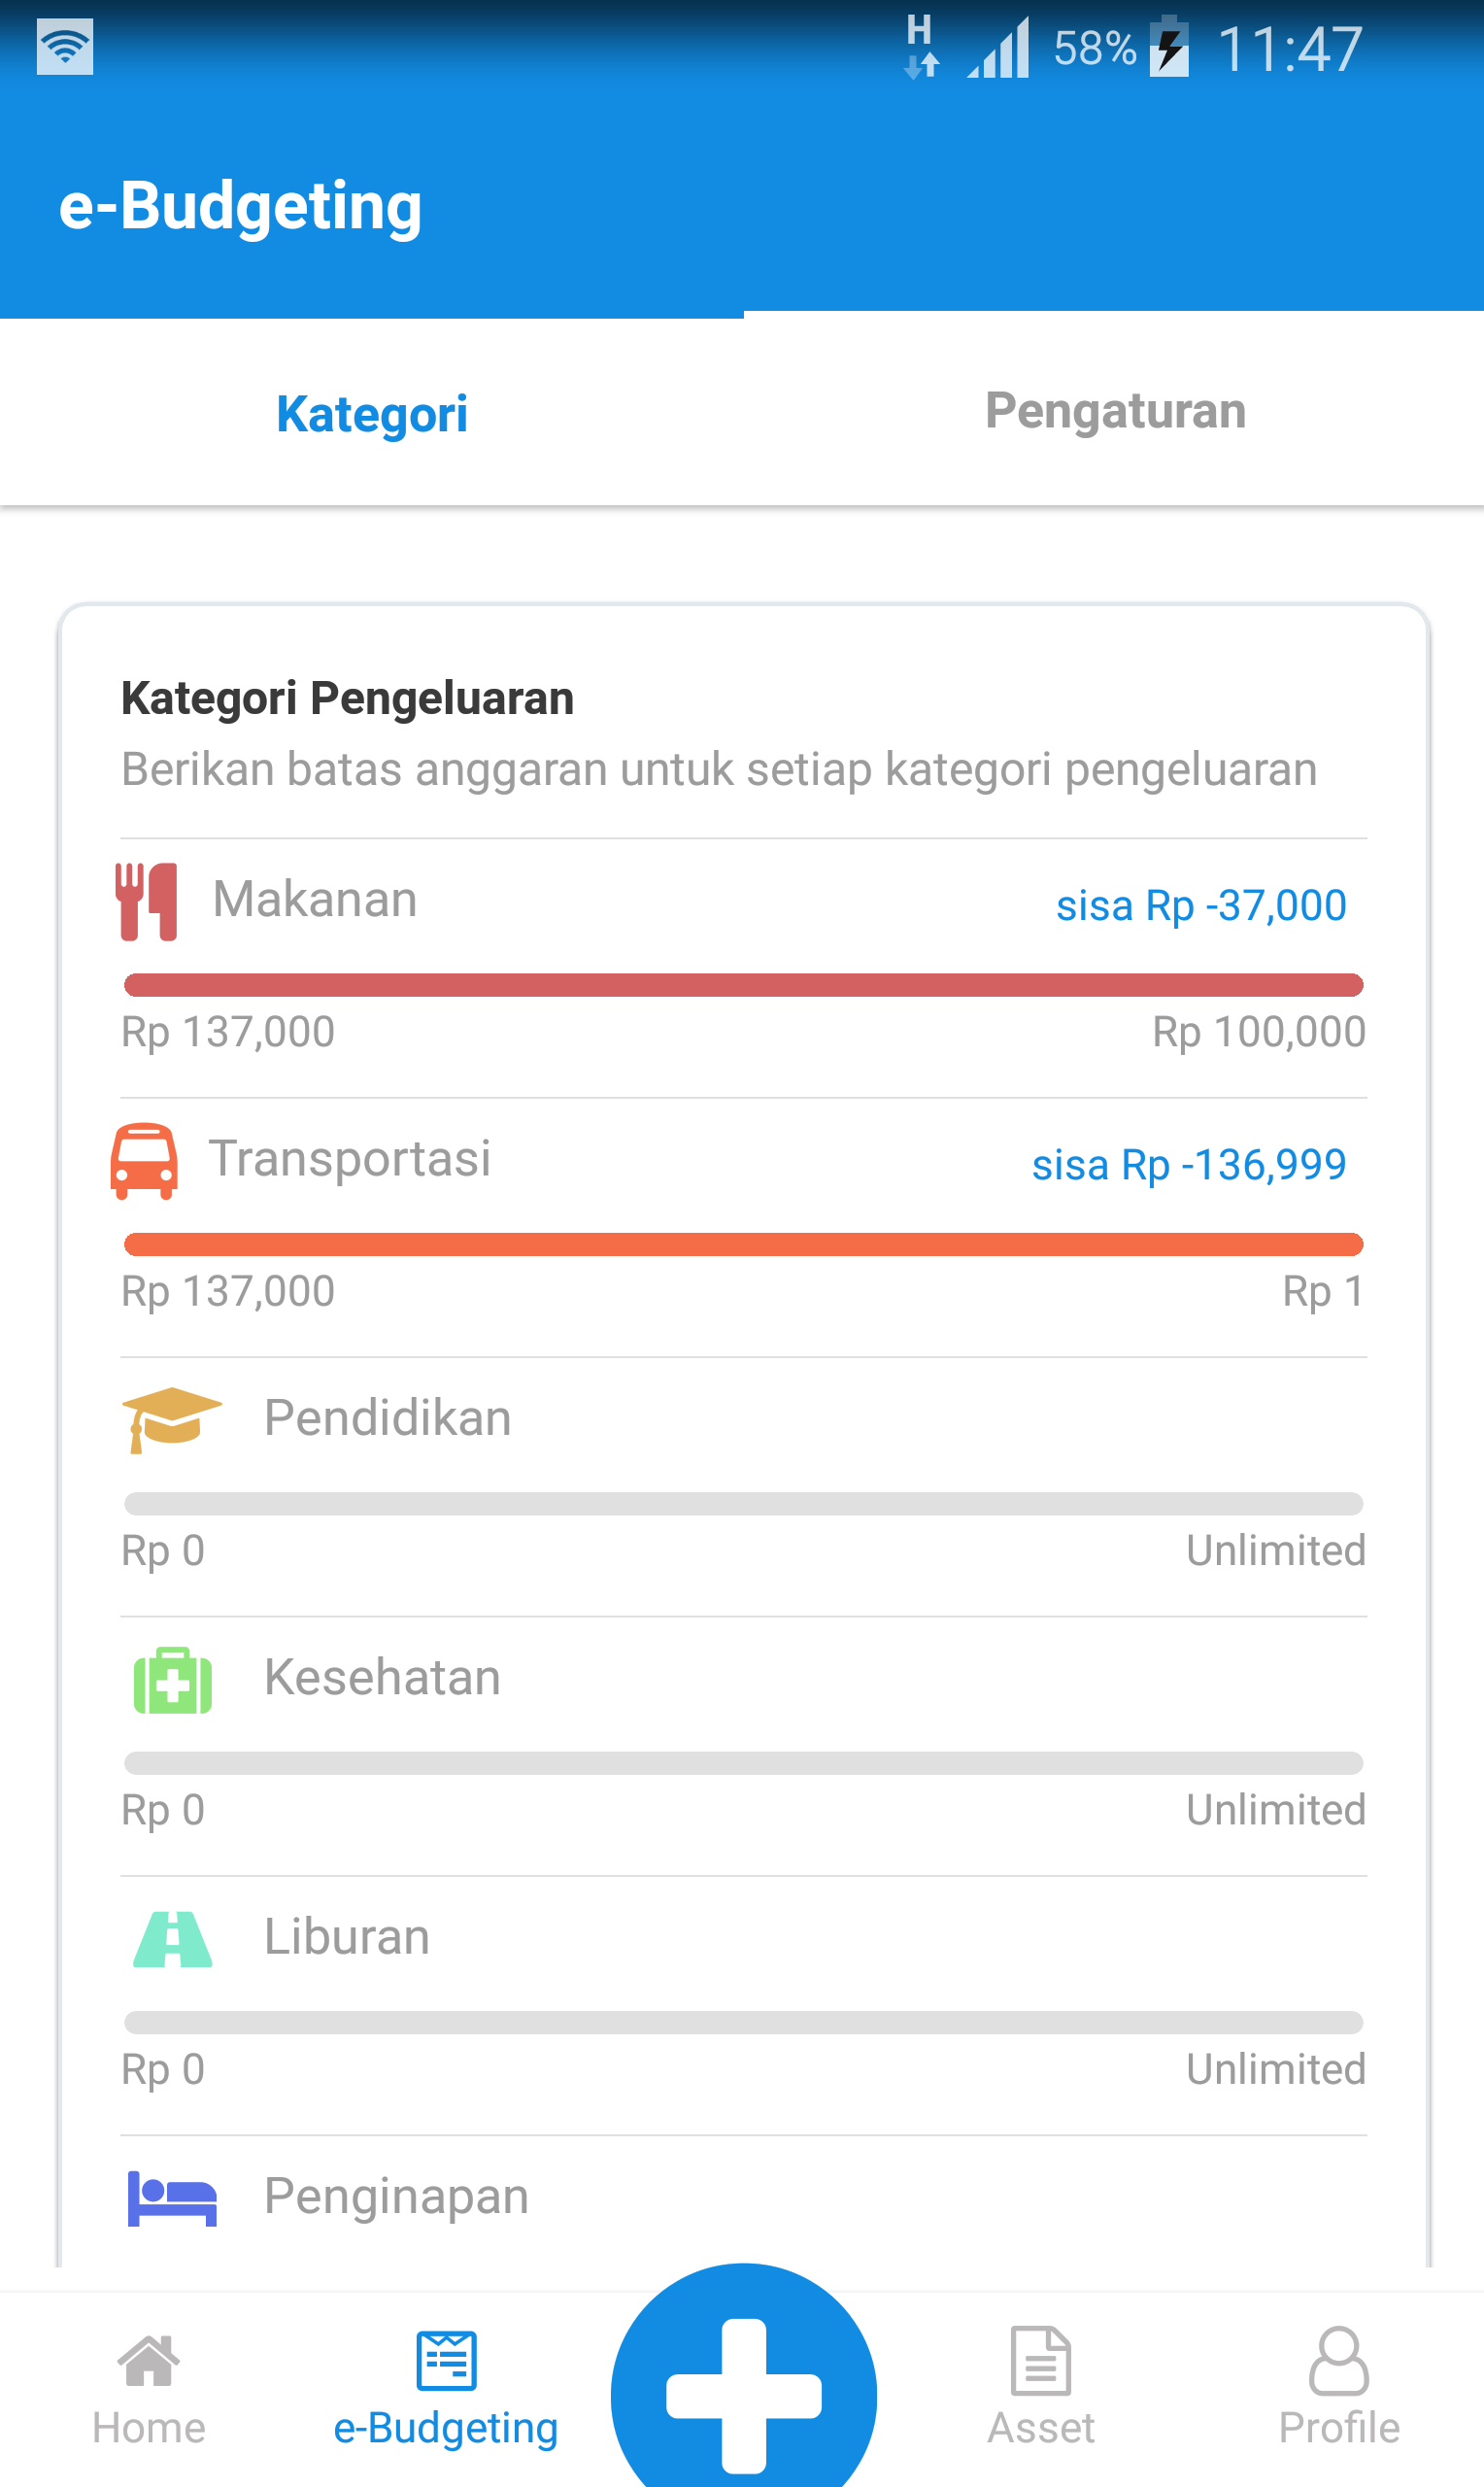 H 58% 11:47
e-Budgeting
Kategori Pengaturan
Kategori Pengeluaran
Berikan batas anggaran untuk setiap kategori pengeluaran
Makanan sisa Rp -37,000
Rp 137,000 Rp 100,000
Transportasi sisa Rp -136,999
Rp 137,000 Rp 1
Pendidikan
Rp 0 Unlimited
Kesehatan
Rp 0 Unlimited
Liburan
Rp 0 Unlimited
Penginapan
Home e-Budgeting Asset Profile